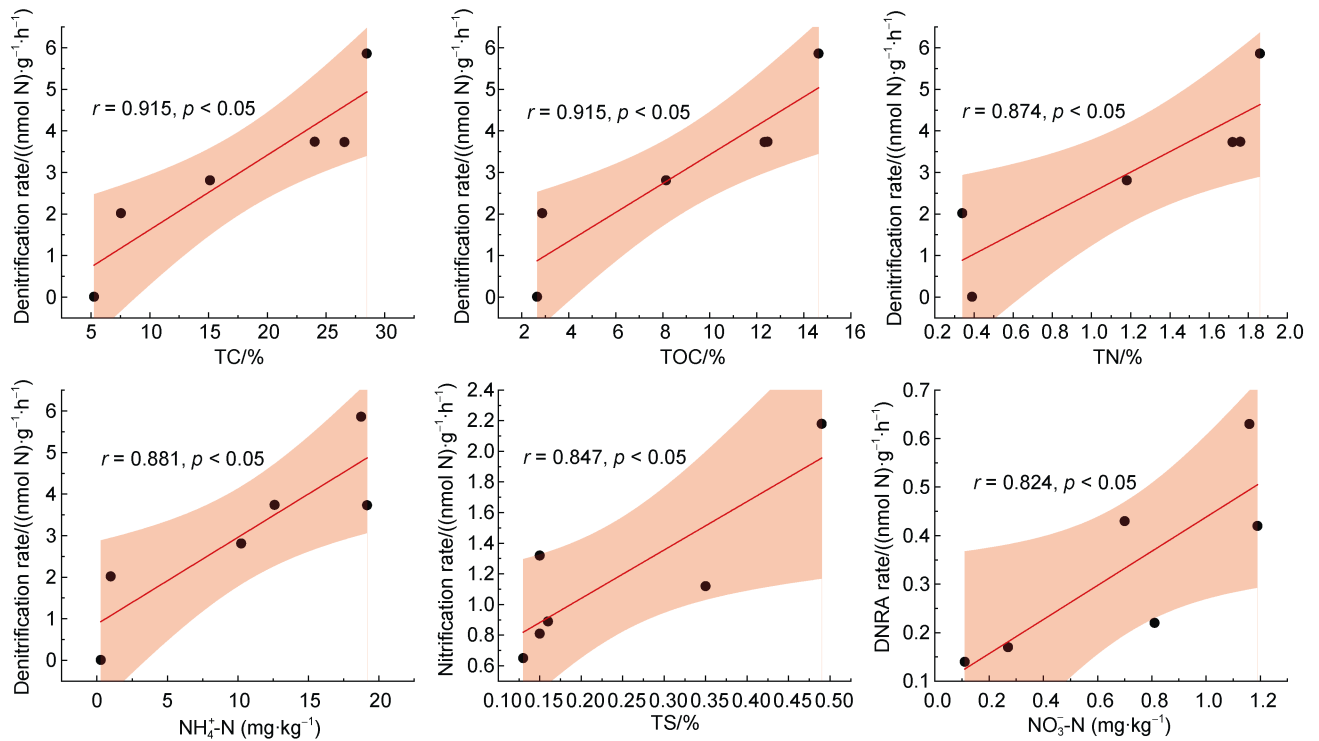 Denitrification rate/((nmol N)·g⁻¹·h⁻¹)
6
5
4
3
2
1
0
r = 0.915, p < 0.05
5 10 15 20 25 30
TC/%
Denitrification rate/((nmol N)·g⁻¹·h⁻¹)
6
5
4
3
2
1
0
r = 0.915, p < 0.05
2 4 6 8 10 12 14 16
TOC/%
Denitrification rate/((nmol N)·g⁻¹·h⁻¹)
6
5
4
3
2
1
0
r = 0.874, p < 0.05
0.2 0.4 0.6 0.8 1.0 1.2 1.4 1.6 1.8 2.0
TN/%
Denitrification rate/((nmol N)·g⁻¹·h⁻¹)
6
5
4
3
2
1
0
r = 0.881, p < 0.05
0 5 10 15 20
NH₄⁺-N (mg·kg⁻¹)
Nitrification rate/((nmol N)·g⁻¹·h⁻¹)
2.4
2.2
2.0
1.8
1.6
1.4
1.2
1.0
0.8
0.6
r = 0.847, p < 0.05
0.10 0.15 0.20 0.25 0.30 0.35 0.40 0.45 0.50
TS/%
DNRA rate/((nmol N)·g⁻¹·h⁻¹)
0.7
0.6
0.5
0.4
0.3
0.2
0.1
r = 0.824, p < 0.05
0.0 0.2 0.4 0.6 0.8 1.0 1.2
NO₃⁻-N (mg·kg⁻¹)